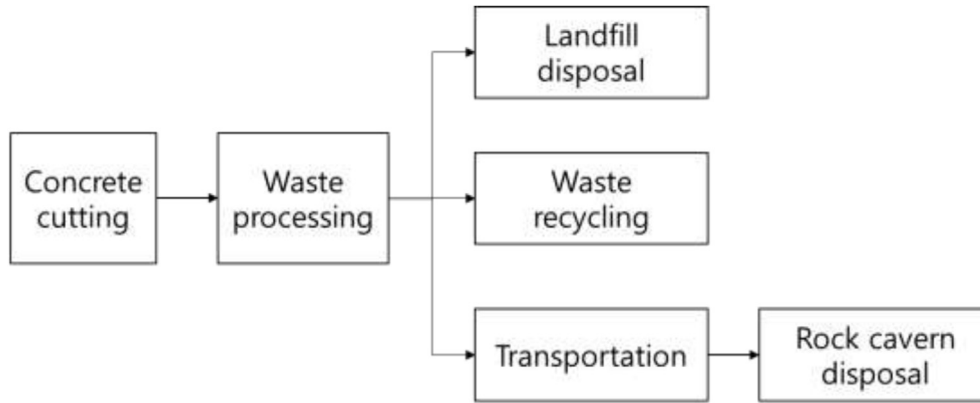 Concrete
cutting
Waste
processing
Landfill
disposal
Waste
recycling
Transportation
Rock cavern
disposal